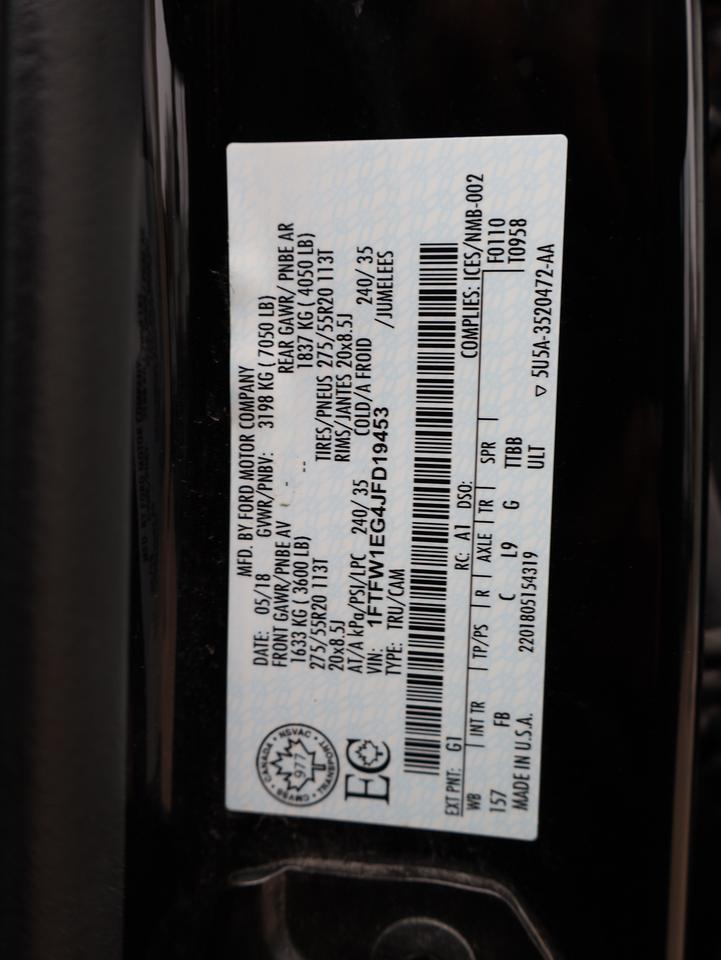 MFD. BY FORD MOTOR COMPANY
DATE: 05/18 GVWR/PNBV: 3198 KG ( 7050 LB)
FRONT GAWR/PNBE AV REAR GAWR/ PNBE AR
1633 KG ( 3600 LB) 1837 KG ( 4050 LB)
275/55R20 113T TIRES/PNEUS 275/55R20 113T
20x8.5J RIMS/JANTES 20x8.5J
AT/A kPa/PSI/LPC 240/ 35 COLD/A FROID 240/ 35
VIN: 1FTFW1EG4JFD19453 /JUMELEES
TYPE: TRU/CAM
CANADA • NSVAC • TRANSPORT • CMVSS
977
EC
EXT PNT: G1 RC: A1 DSO: COMPLIES: ICES/NMB-002
WB INT TR TP/PS R AXLE TR SPR F0110
157 FB C L9 G TTBB T0958
MADE IN U.S.A. 2201805154319 ULT
▽ 5U5A-3520472-AA